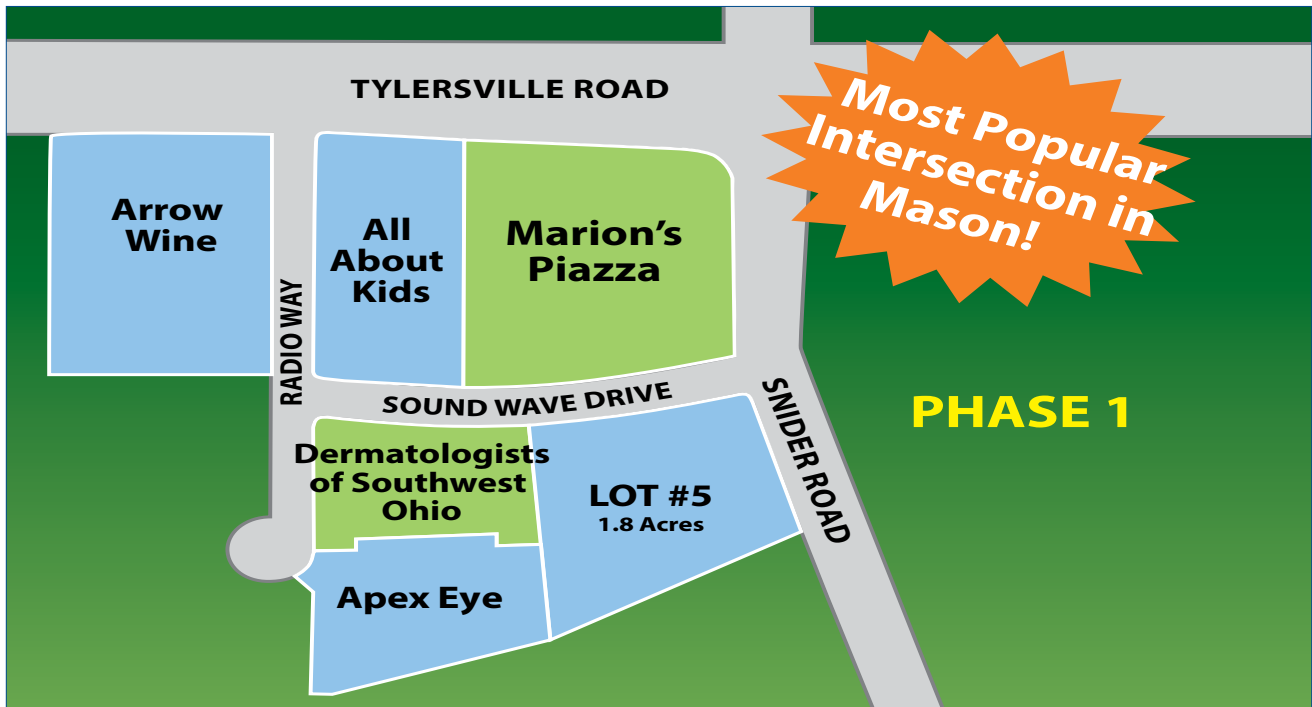 TYLERSVILLE ROAD
Most Popular
Intersection in
Mason!
Arrow
Wine
RADIO WAY
All
About
Kids
Marion’s
Piazza
SOUND WAVE DRIVE
SNIDER ROAD
PHASE 1
Dermatologists
of Southwest
Ohio
LOT #5
1.8 Acres
Apex Eye